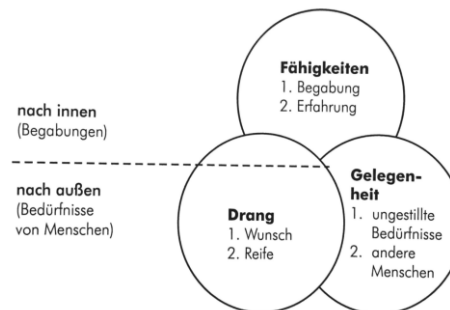 Fähigkeiten
1. Begabung
2. Erfahrung
nach innen
(Begabungen)
nach außen
(Bedürfnisse
von Menschen)
Drang
1. Wunsch
2. Reife
Gelegen-
heit
1. ungestillte
Bedürfnisse
2. andere
Menschen